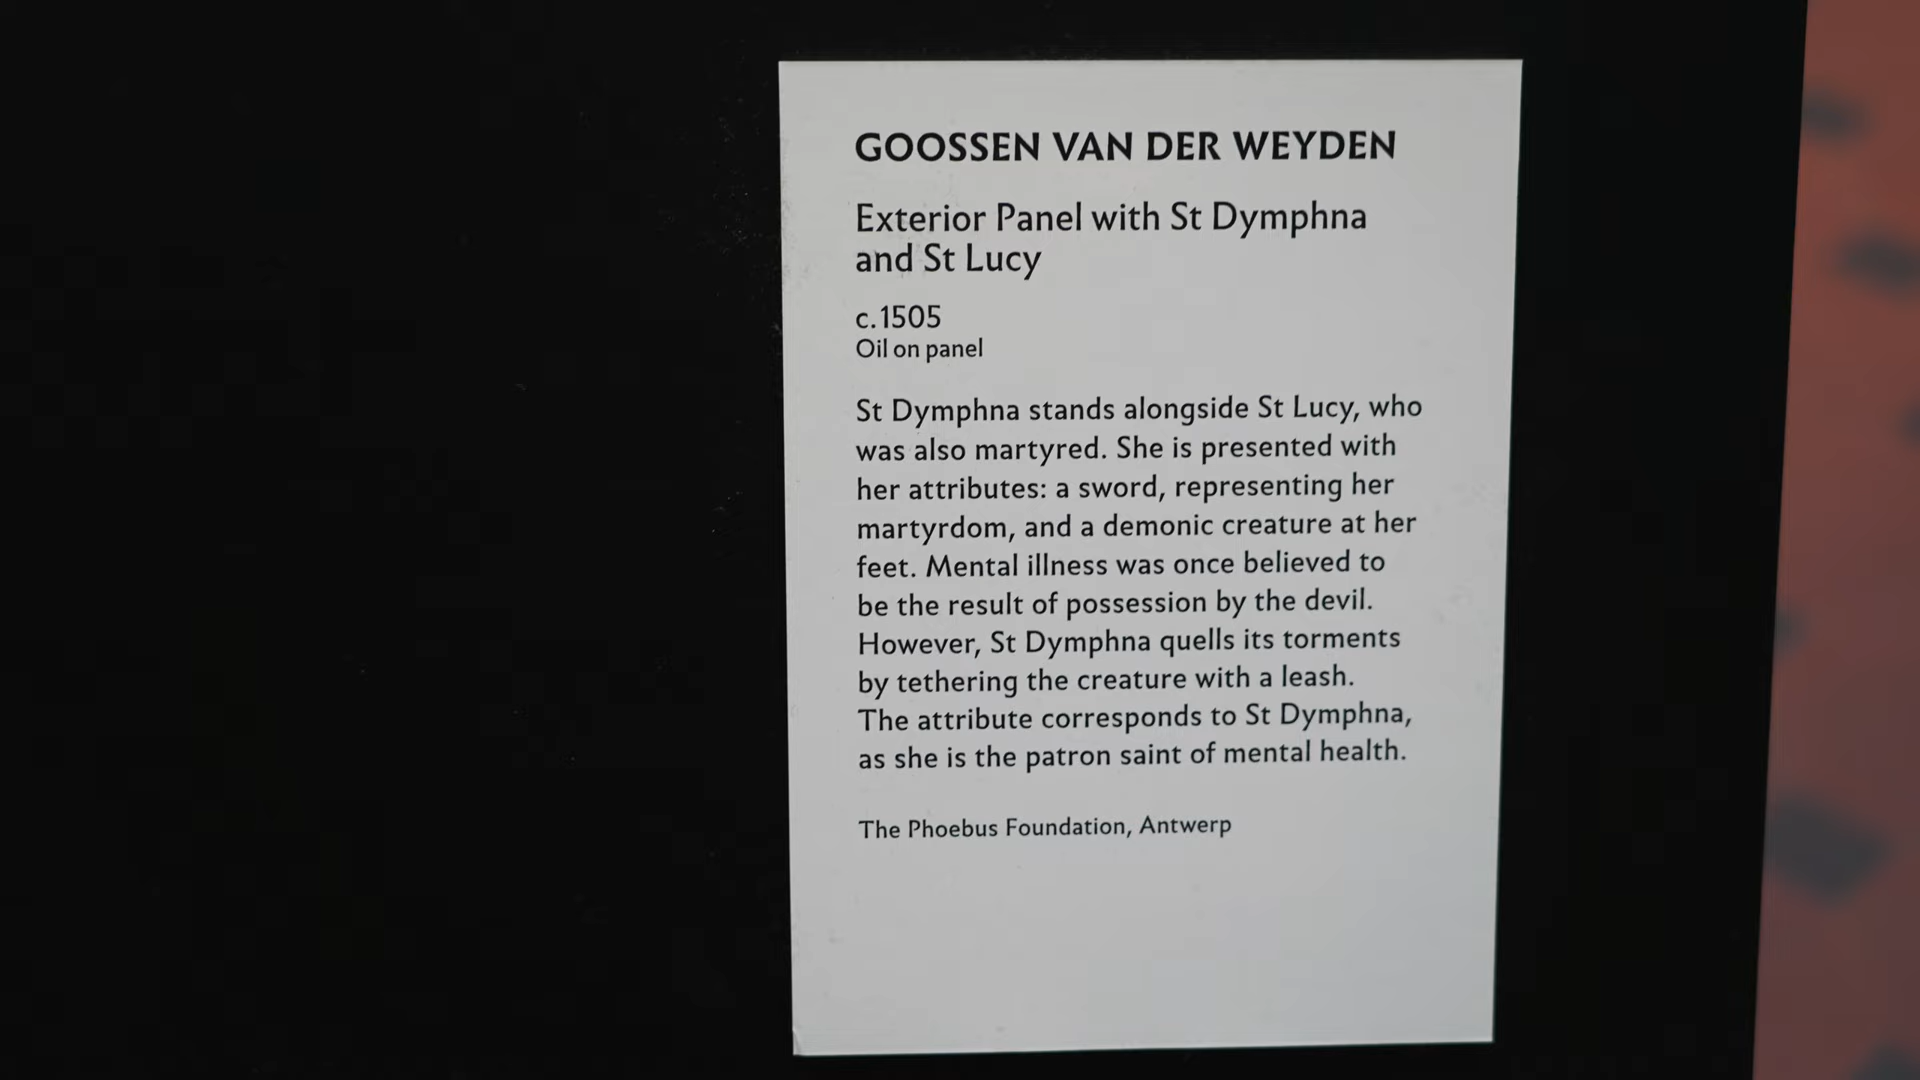 GOOSSEN VAN DER WEYDEN
Exterior Panel with St Dymphna
and St Lucy
c.1505
Oil on panel
St Dymphna stands alongside St Lucy, who
was also martyred. She is presented with
her attributes: a sword, representing her
martyrdom, and a demonic creature at her
feet. Mental illness was once believed to
be the result of possession by the devil.
However, St Dymphna quells its torments
by tethering the creature with a leash.
The attribute corresponds to St Dymphna,
as she is the patron saint of mental health.
The Phoebus Foundation, Antwerp